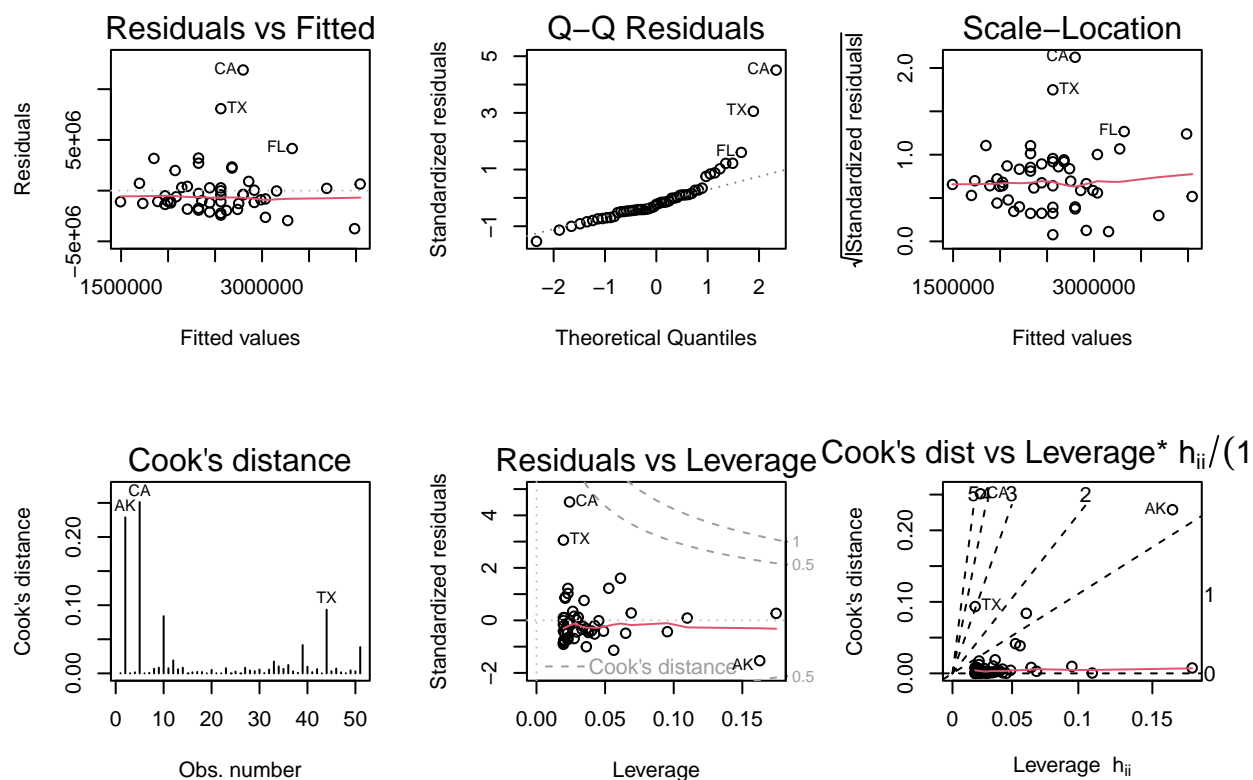 Residuals vs Fitted
Residuals
5e+06
−5e+06
CA
TX
FL
1500000
3000000
Fitted values
Q−Q Residuals
Standardized residuals
5
3
1
−1
CA
TX
FL
−2
−1
0
1
2
Theoretical Quantiles
Scale−Location
√|Standardized residuals|
2.0
1.0
0.0
CA
TX
FL
1500000
3000000
Fitted values
Cook's distance
Cook's distance
0.20
0.10
0.00
CA
AK
TX
0
10
20
30
40
50
Obs. number
Residuals vs Leverage
Standardized residuals
4
2
0
−2
CA
TX
AK
Cook's distance
1
0.5
0.5
0.00
0.05
0.10
0.15
Leverage
Cook's dist vs Leverage* hii/(1
Cook's distance
0.20
0.10
0.00
5
4
3
2
1
0
CA
AK
TX
0
0.05
0.1
0.15
Leverage hii